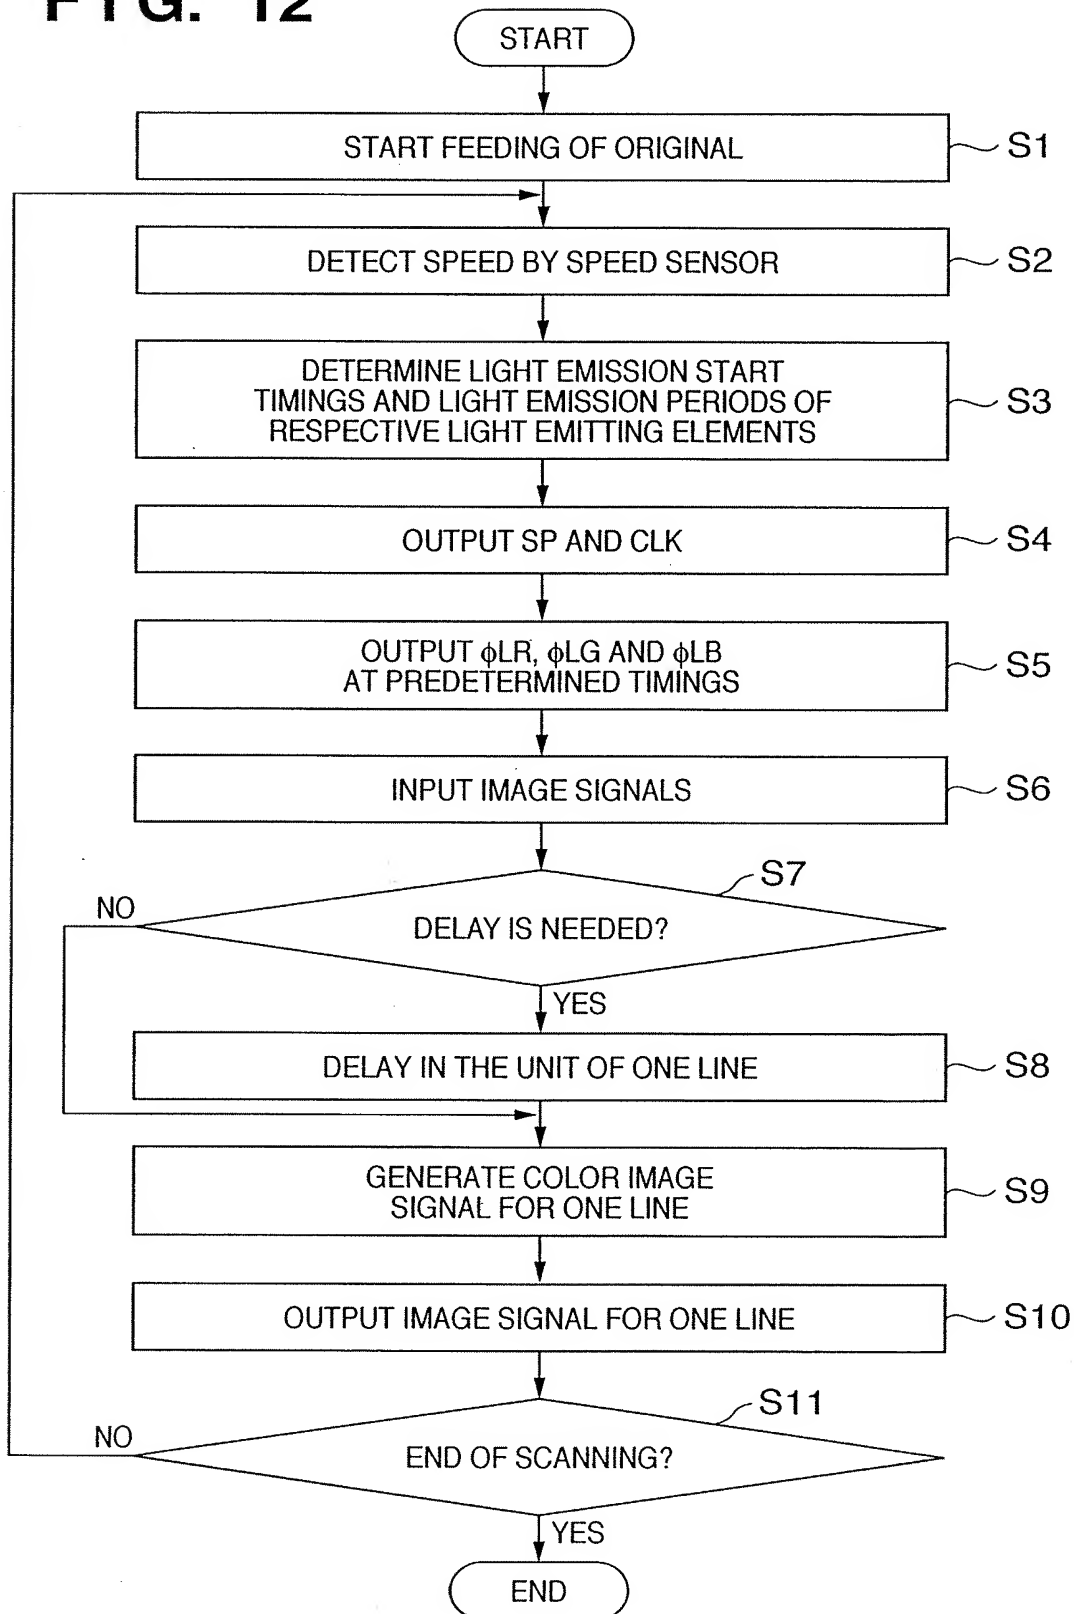 FIG. 12
START
START FEEDING OF ORIGINAL
S1
DETECT SPEED BY SPEED SENSOR
S2
DETERMINE LIGHT EMISSION START
TIMINGS AND LIGHT EMISSION PERIODS OF
RESPECTIVE LIGHT EMITTING ELEMENTS
S3
OUTPUT SP AND CLK
S4
OUTPUT ϕLR, ϕLG AND ϕLB
AT PREDETERMINED TIMINGS
S5
INPUT IMAGE SIGNALS
S6
S7
NO
DELAY IS NEEDED?
YES
DELAY IN THE UNIT OF ONE LINE
S8
GENERATE COLOR IMAGE
SIGNAL FOR ONE LINE
S9
OUTPUT IMAGE SIGNAL FOR ONE LINE
S10
S11
NO
END OF SCANNING?
YES
END